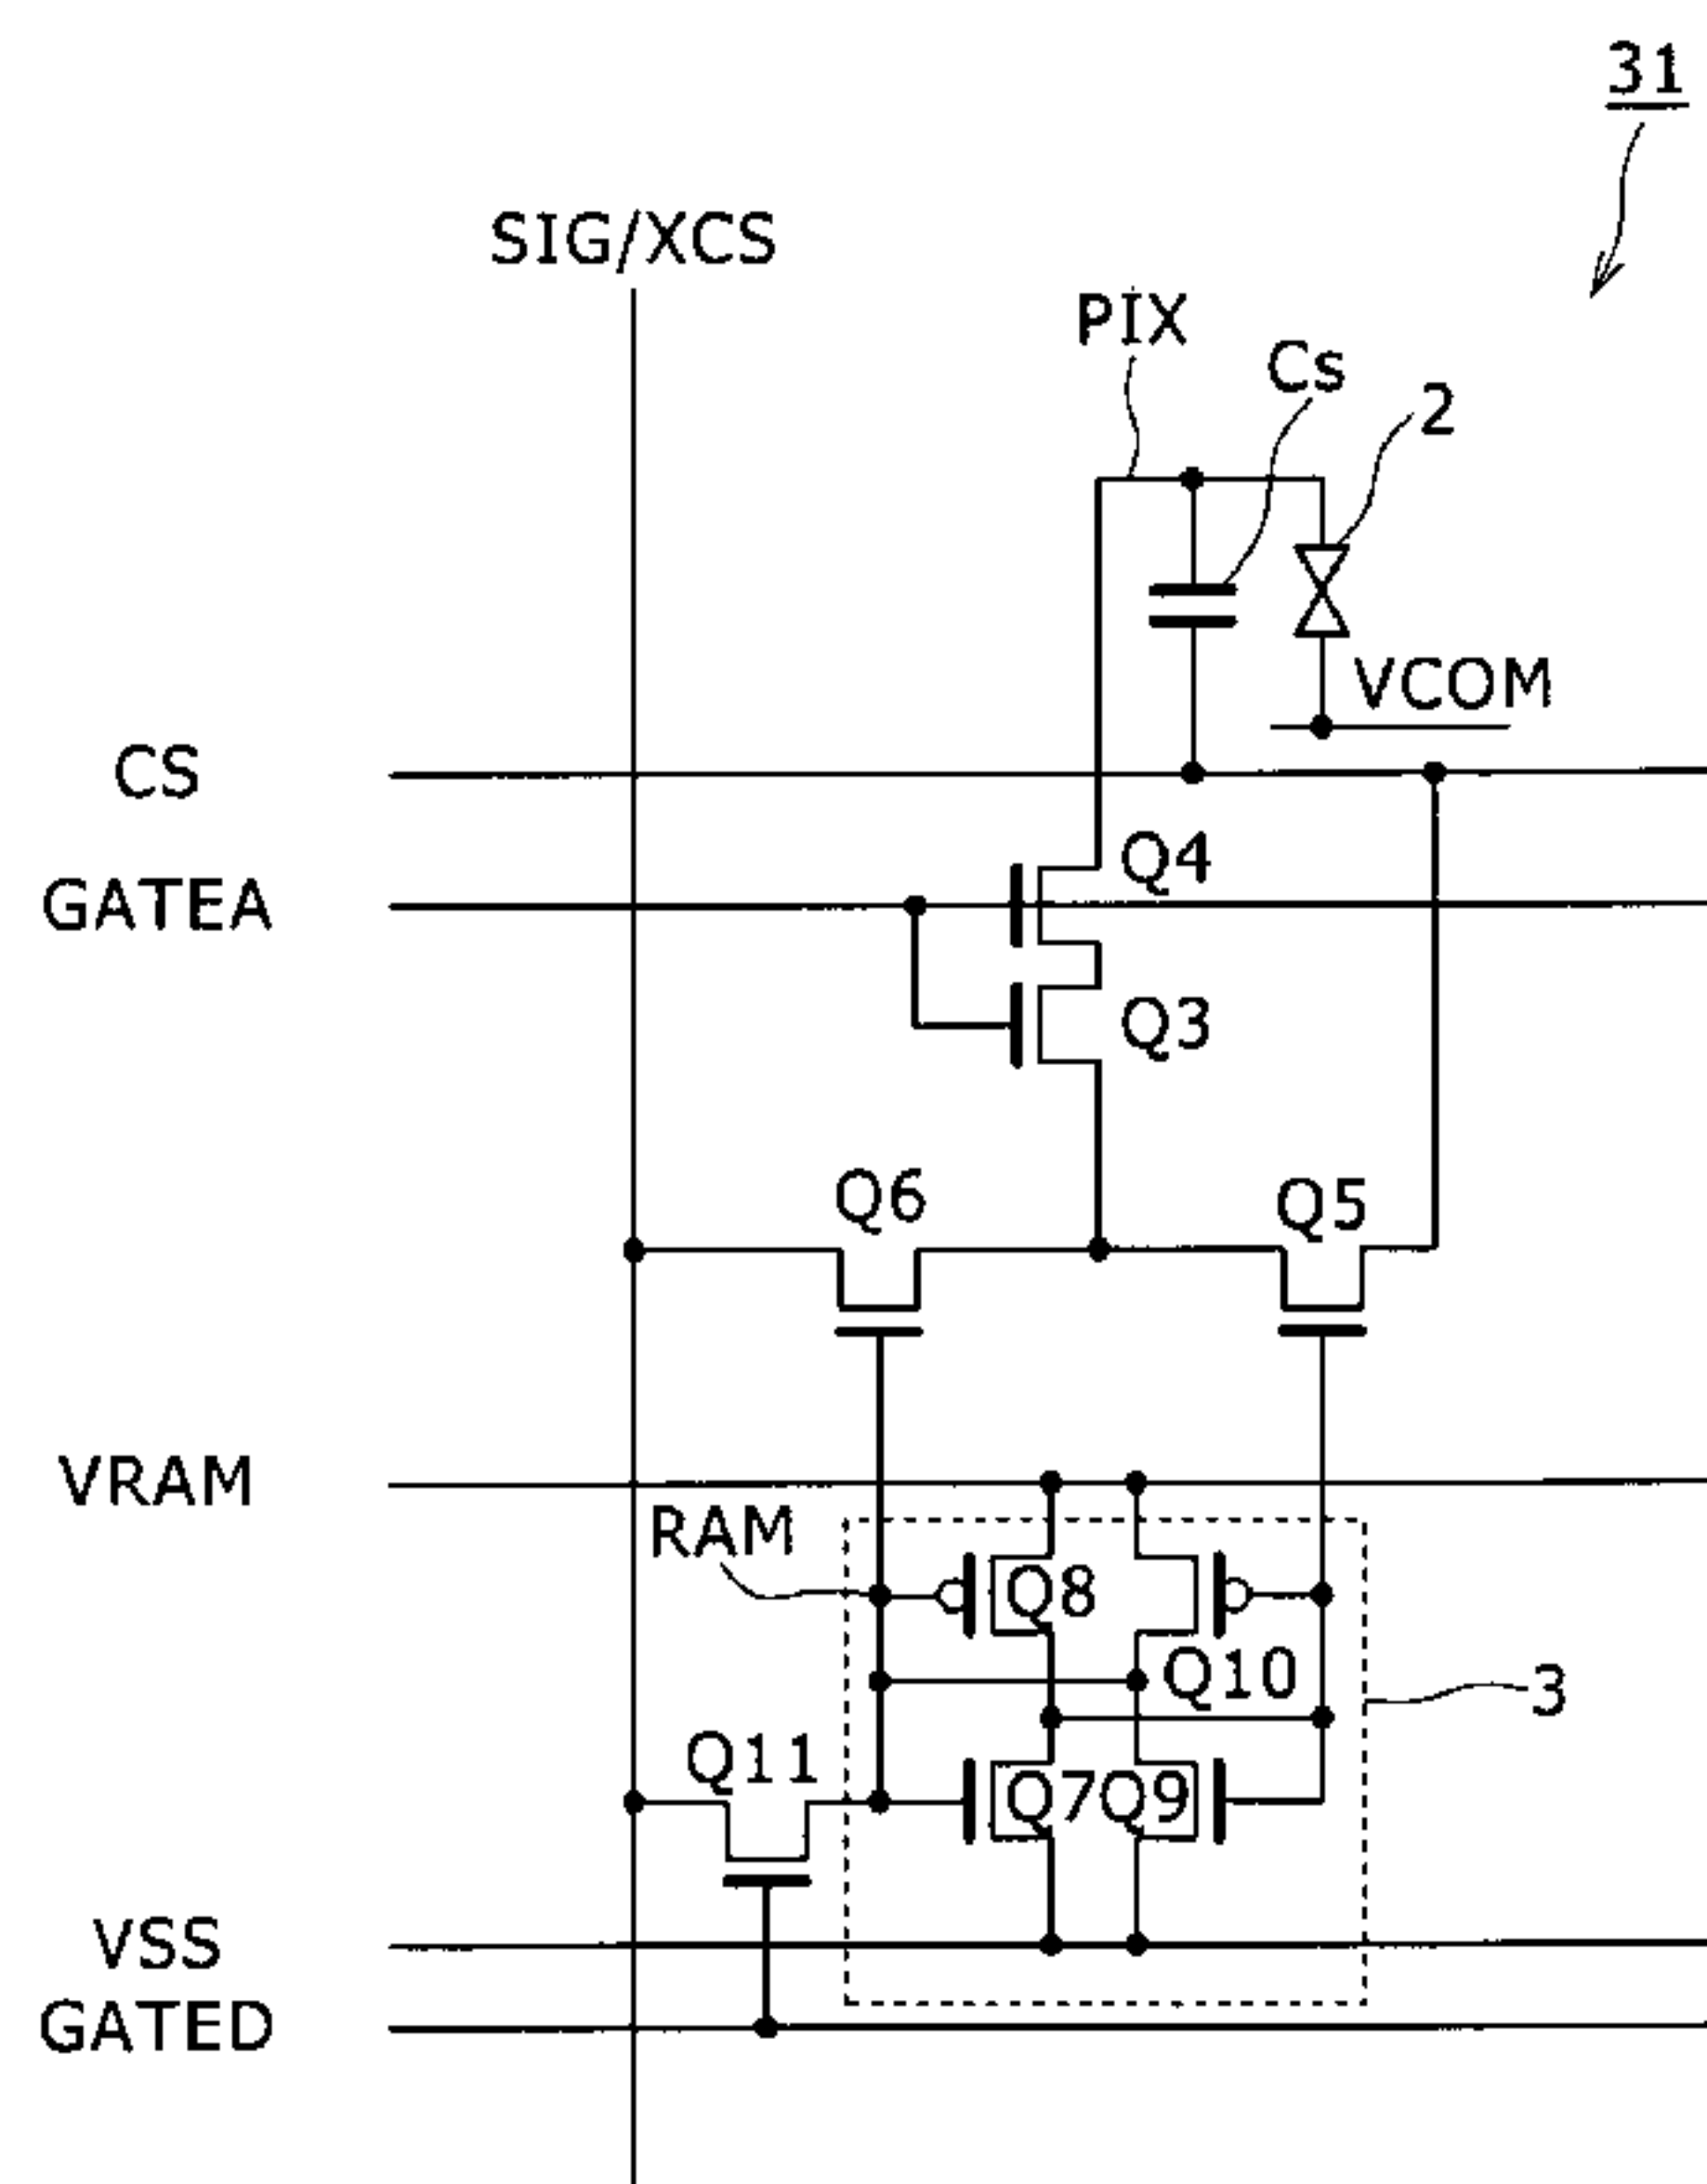 31
SIG/XCS
PIX
Cs
2
VCOM
CS
Q4
GATEA
Q3
Q6
Q5
VRAM
RAM
Q8
Q10
3
Q11
Q7Q9
VSS
GATED